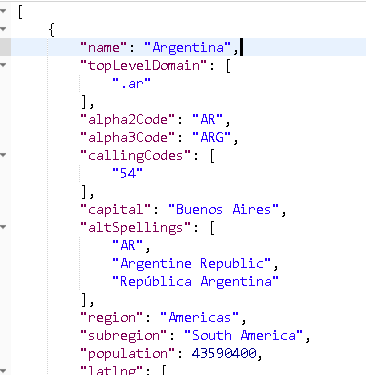 [
{
"name": "Argentina",
"topLevelDomain": [
".ar"
],
"alpha2Code": "AR",
"alpha3Code": "ARG",
"callingCodes": [
"54"
],
"capital": "Buenos Aires",
"altSpellings": [
"AR",
"Argentine Republic",
"República Argentina"
],
"region": "Americas",
"subregion": "South America",
"population": 43590400,
"latlng": [